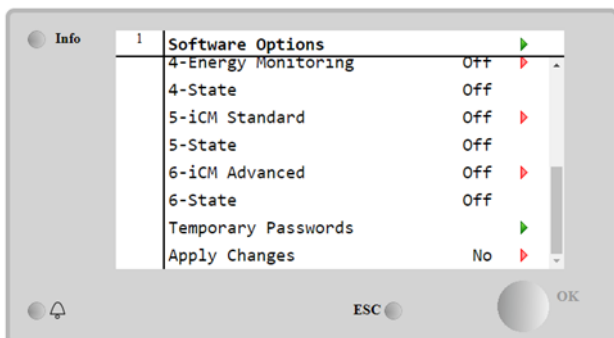 Info
1 Software Options
4-Energy Monitoring Off
4-State Off
5-iCM Standard Off
5-State Off
6-iCM Advanced Off
6-State Off
Temporary Passwords
Apply Changes No
ESC OK